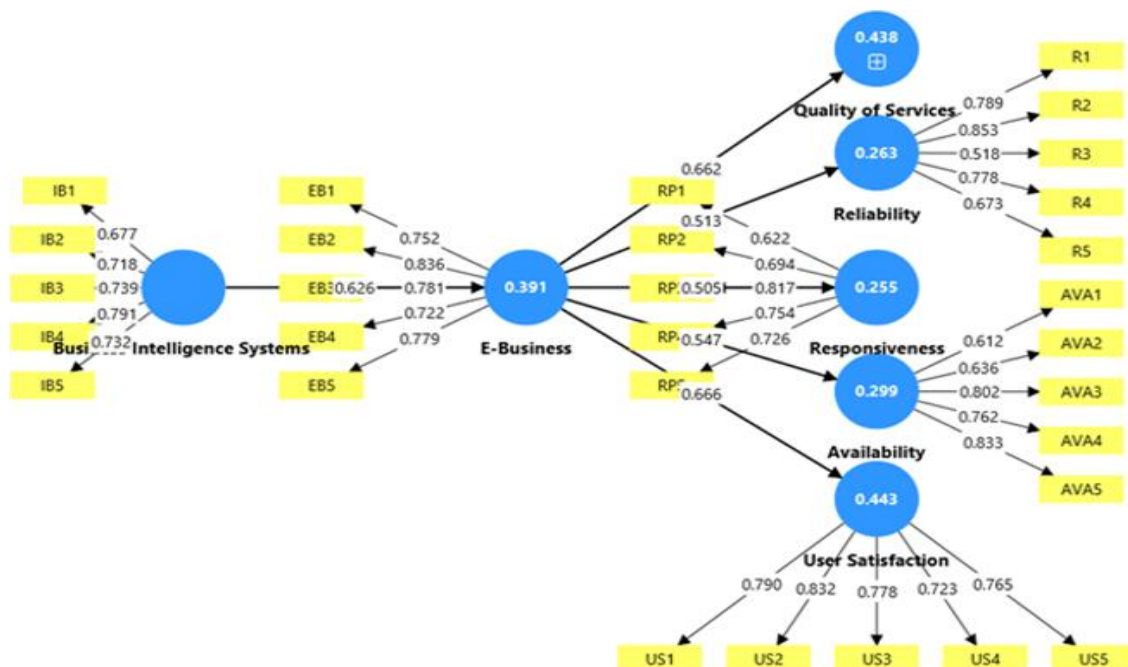 0.438
Quality of Services
R1
R2
R3
R4
R5
0.789
0.853
0.518
0.778
0.673
0.263
Reliability
0.662
0.513
IB1
IB2
IB3
IB4
IB5
0.677
0.718
0.739
0.791
0.732
Intelligence Systems
EB1
EB2
EB4
EB5
0.626
0.752
0.836
0.781
0.722
0.779
0.391
E-Business
RP1
RP2
0.505
0.547
0.666
0.622
0.694
0.817
0.754
0.726
0.255
Responsiveness
AVA1
AVA2
AVA3
AVA4
AVA5
0.612
0.636
0.802
0.762
0.833
0.299
Availability
0.443
User Satisfaction
0.790
0.832
0.778
0.723
0.765
US1
US2
US3
US4
US5